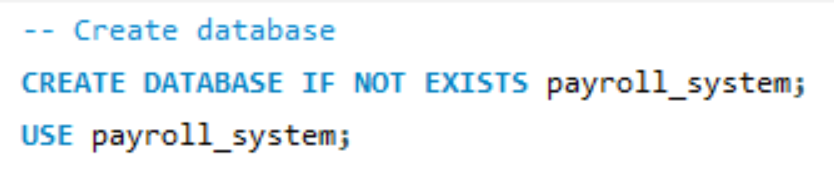 -- Create database
CREATE DATABASE IF NOT EXISTS payroll_system;
USE payroll_system;